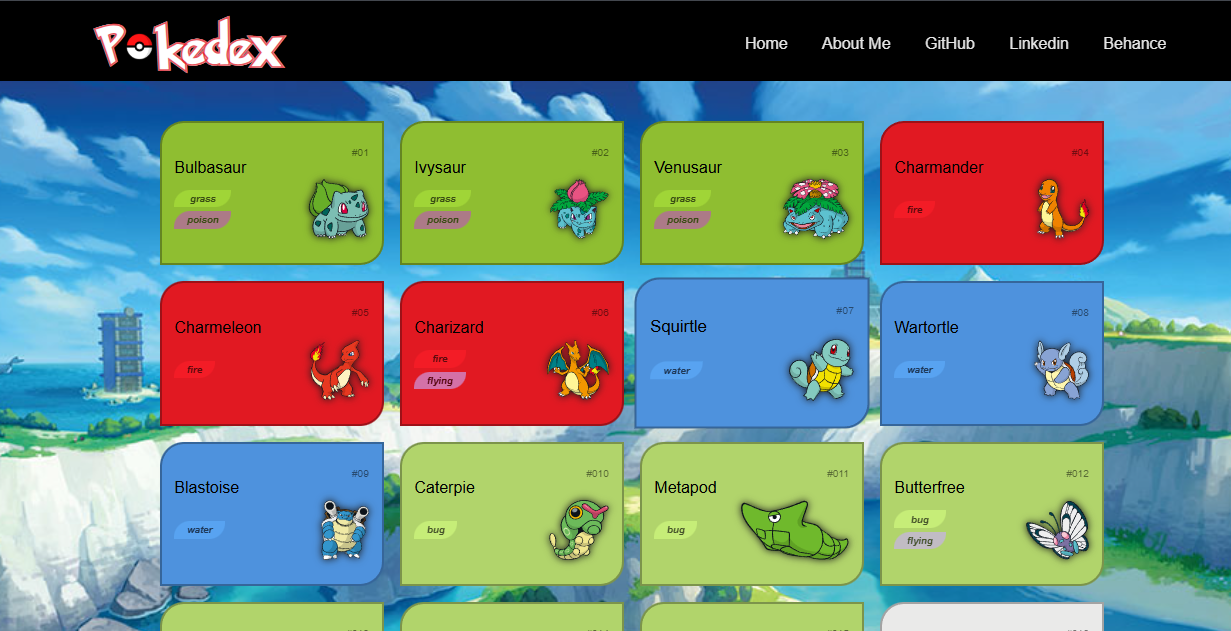 Pokedex
Home About Me GitHub Linkedin Behance
#01
Bulbasaur
grass
poison
#02
Ivysaur
grass
poison
#03
Venusaur
grass
poison
#04
Charmander
fire
#05
Charmeleon
fire
#06
Charizard
fire
flying
#07
Squirtle
water
#08
Wartortle
water
#09
Blastoise
water
#010
Caterpie
bug
#011
Metapod
bug
#012
Butterfree
bug
flying